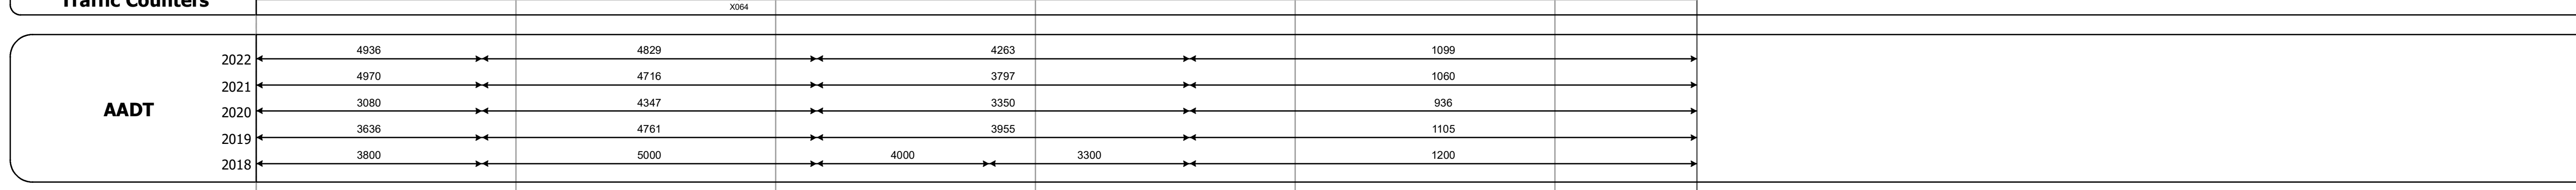 Traffic Counters
X064
AADT
2022 4936 4829 4263 1099
2021 4970 4716 3797 1060
2020 3080 4347 3350 936
2019 3636 4761 3955 1105
2018 3800 5000 4000 3300 1200